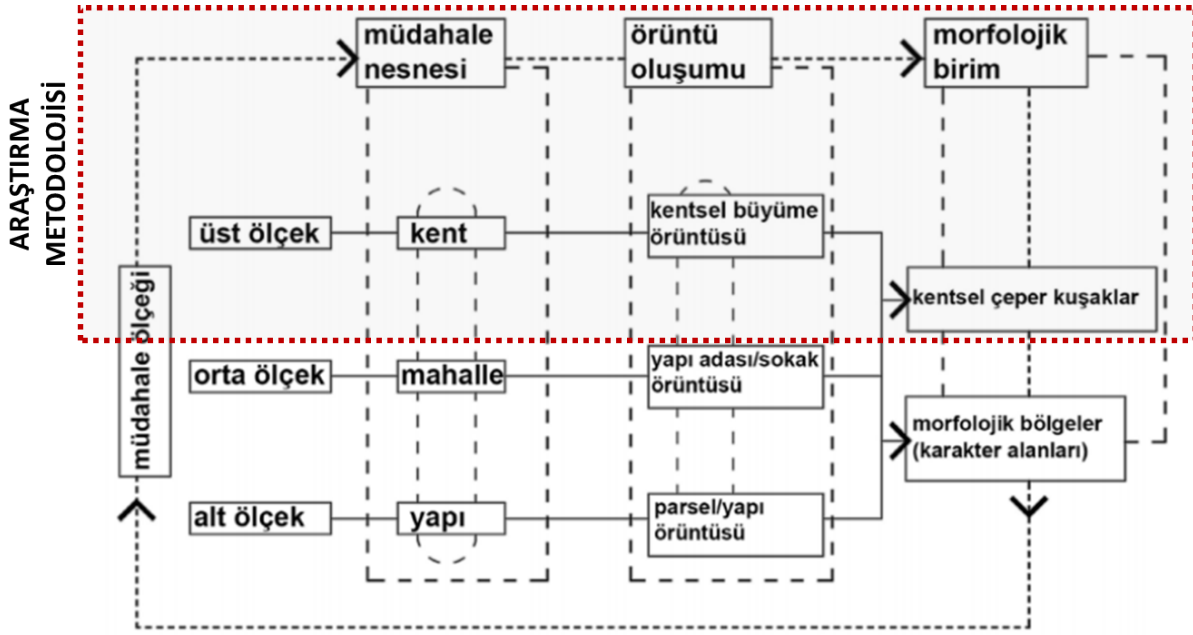 ARAŞTIRMA
METODOLOJİSİ
müdahale
nesnesi
örüntü
oluşumu
morfolojik
birim
müdahale ölçeği
üst ölçek
kent
kentsel büyüme
örüntüsü
kentsel çeper kuşaklar
orta ölçek
mahalle
yapı adası/sokak
örüntüsü
morfolojik bölgeler
(karakter alanları)
alt ölçek
yapı
parsel/yapı
örüntüsü